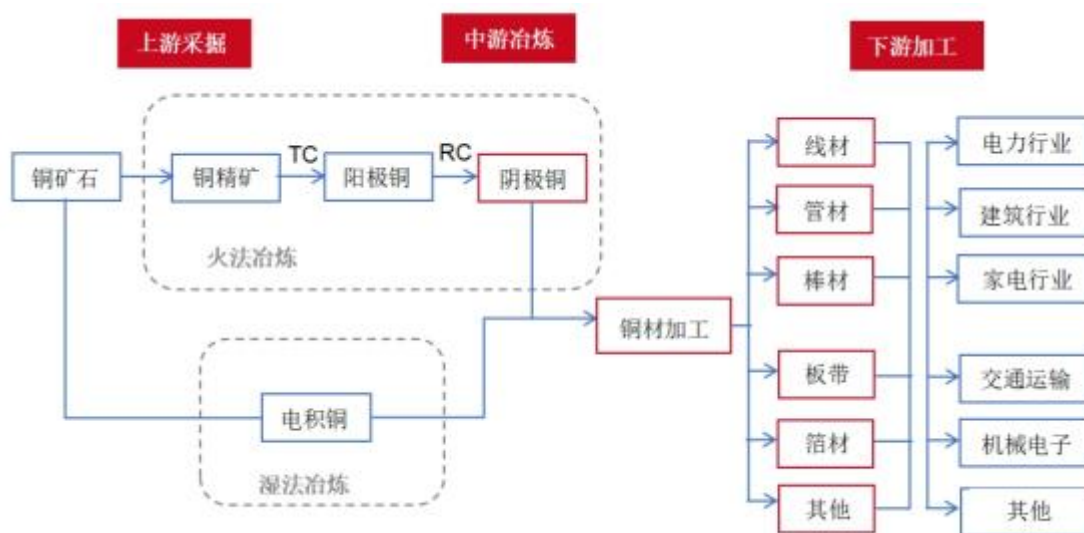 上游采掘
中游冶炼
下游加工
铜矿石
铜精矿
TC
阳极铜
RC
阴极铜
火法冶炼
电积铜
湿法冶炼
铜材加工
线材
管材
棒材
板带
箔材
其他
电力行业
建筑行业
家电行业
交通运输
机械电子
其他